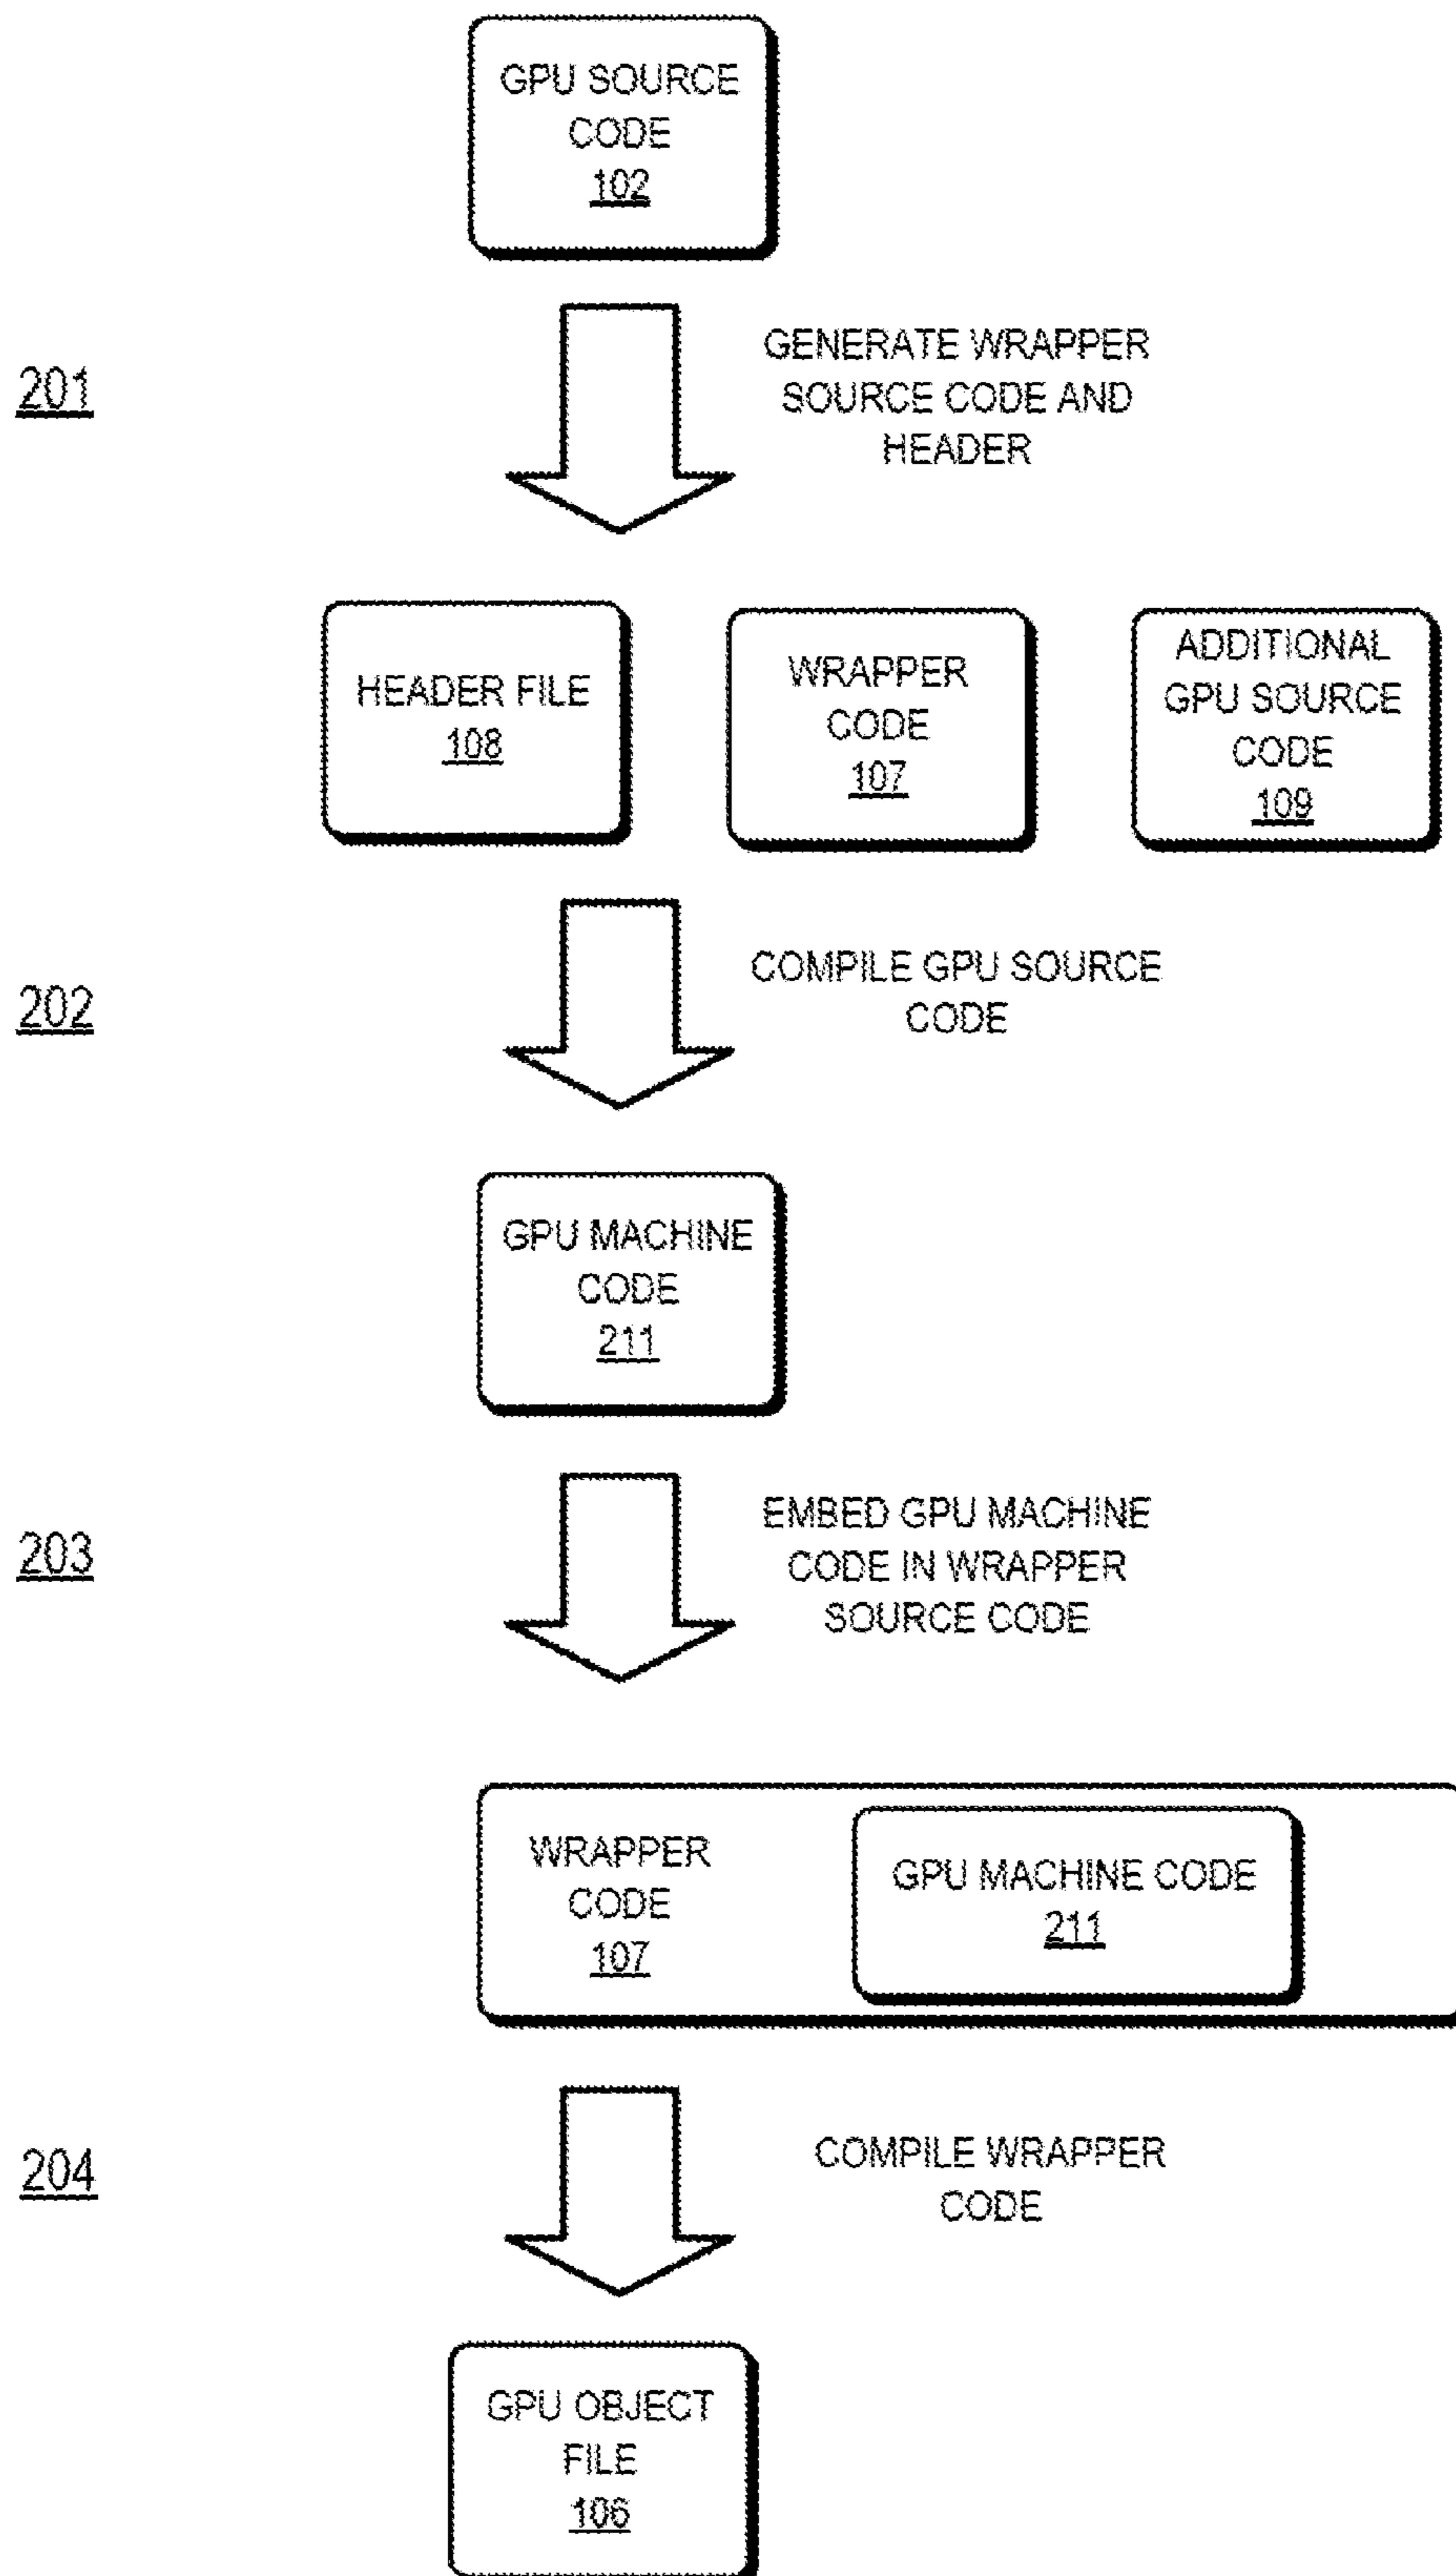 GPU SOURCE
CODE
102
201
GENERATE WRAPPER
SOURCE CODE AND
HEADER
HEADER FILE
108
WRAPPER
CODE
107
ADDITIONAL
GPU SOURCE
CODE
109
202
COMPILE GPU SOURCE
CODE
GPU MACHINE
CODE
211
203
EMBED GPU MACHINE
CODE IN WRAPPER
SOURCE CODE
WRAPPER
CODE
107
GPU MACHINE CODE
211
204
COMPILE WRAPPER
CODE
GPU OBJECT
FILE
106